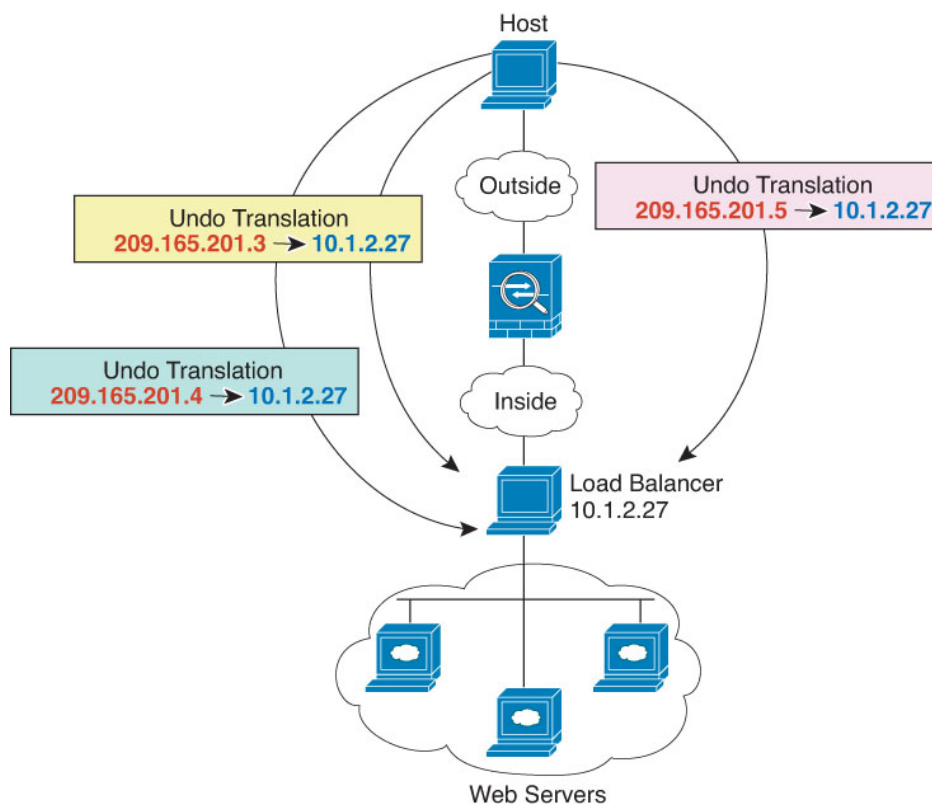 Host
Outside
Undo Translation
209.165.201.5 → 10.1.2.27
Undo Translation
209.165.201.3 → 10.1.2.27
Undo Translation
209.165.201.4 → 10.1.2.27
Inside
Load Balancer
10.1.2.27
Web Servers